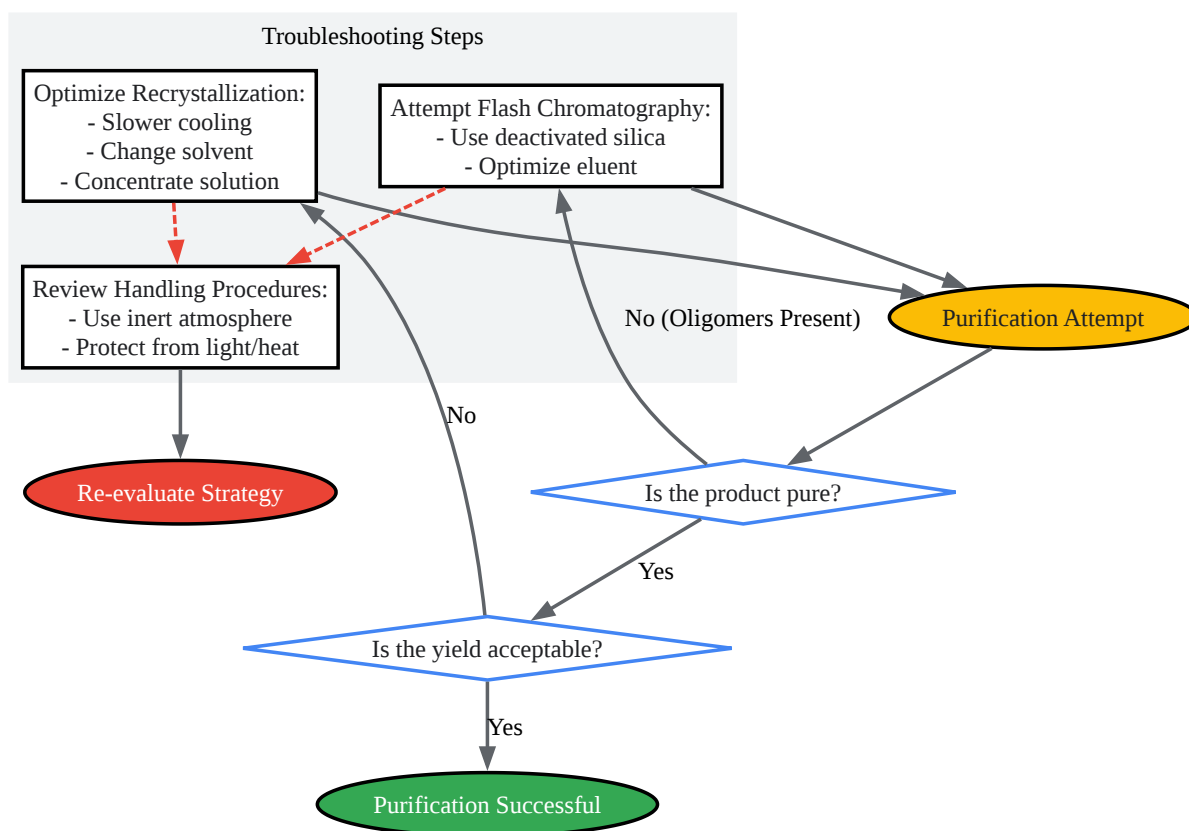 Troubleshooting Steps
Optimize Recrystallization:
- Slower cooling
- Change solvent
- Concentrate solution
Attempt Flash Chromatography:
- Use deactivated silica
- Optimize eluent
Review Handling Procedures:
- Use inert atmosphere
- Protect from light/heat
No (Oligomers Present)
Purification Attempt
No
Re-evaluate Strategy
Is the product pure?
Yes
Is the yield acceptable?
Yes
Purification Successful